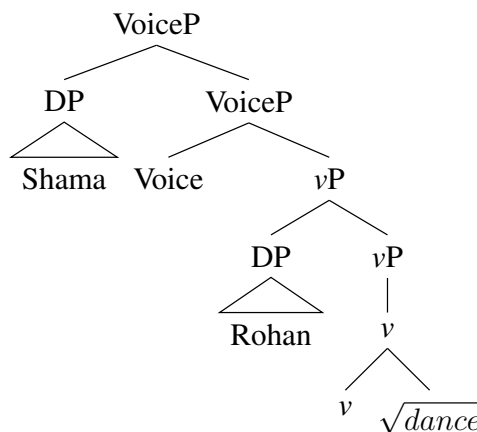 VoiceP
DP VoiceP
Shama Voice vP
DP vP
Rohan v
v √dance